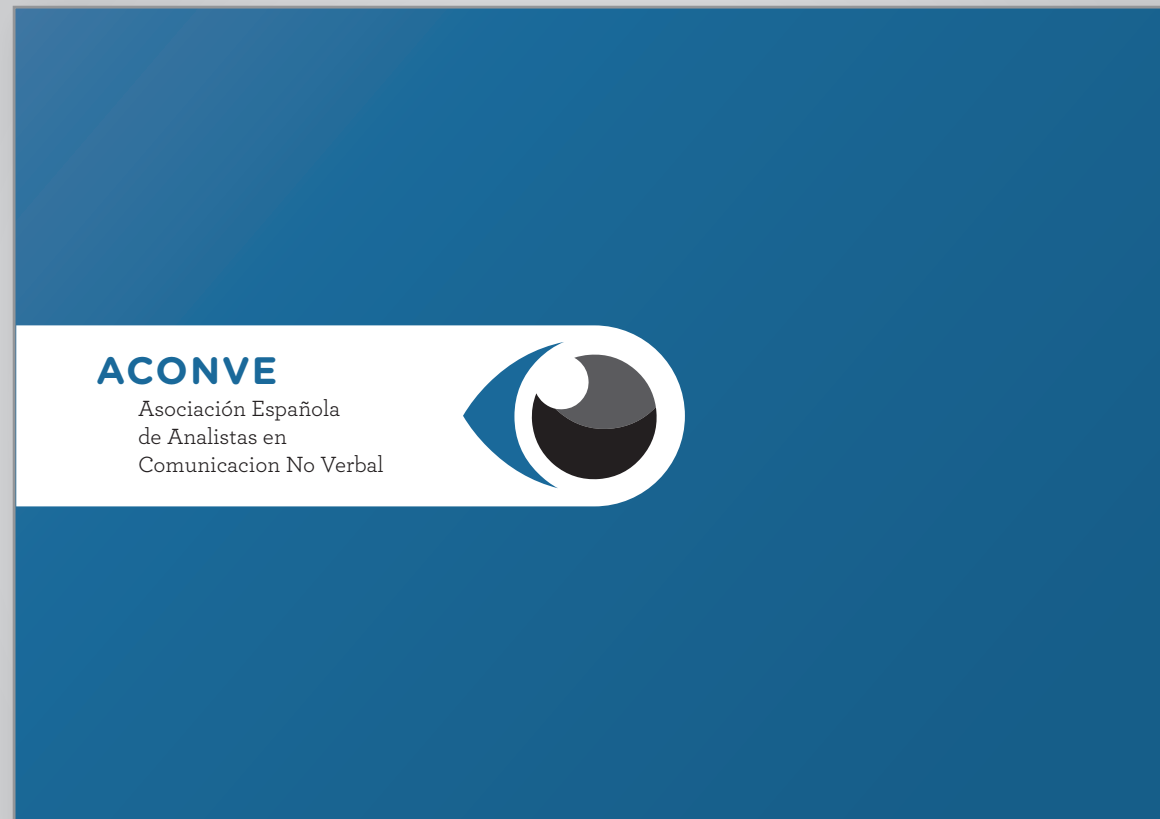 ACONVE
Asociación Española
de Analistas en
Comunicacion No Verbal